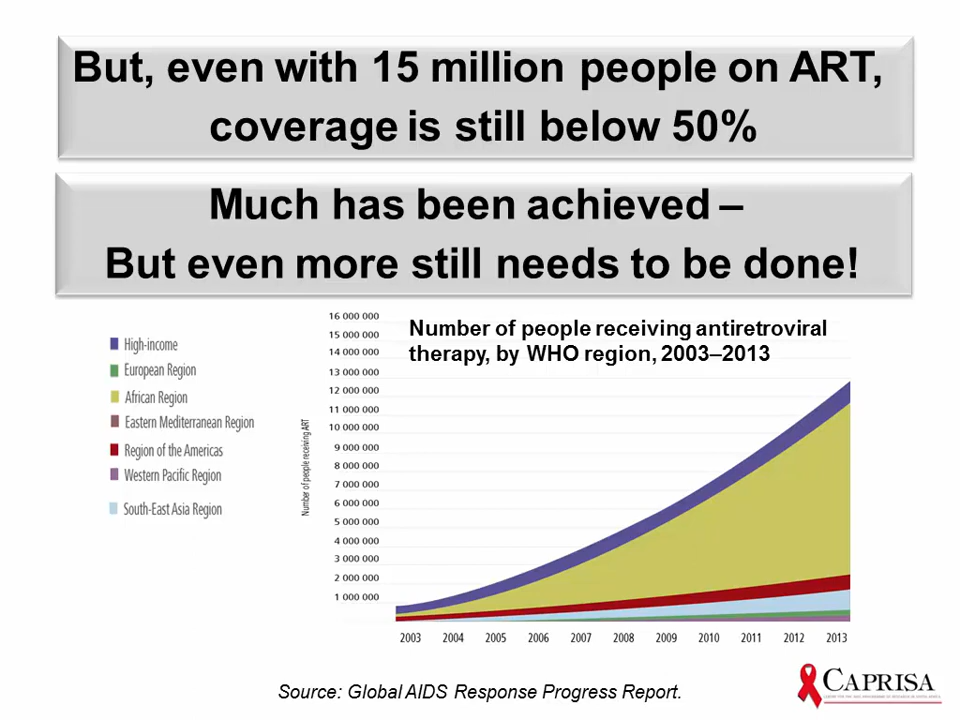 But, even with 15 million people on ART,
coverage is still below 50%
Much has been achieved –
But even more still needs to be done!
Number of people receiving antiretroviral
therapy, by WHO region, 2003–2013
High-income
European Region
African Region
Eastern Mediterranean Region
Region of the Americas
Western Pacific Region
South-East Asia Region
Number of people receiving ART
16 000 000
15 000 000
14 000 000
13 000 000
12 000 000
11 000 000
10 000 000
9 000 000
8 000 000
7 000 000
6 000 000
5 000 000
4 000 000
3 000 000
2 000 000
1 000 000
2003 2004 2005 2006 2007 2008 2009 2010 2011 2012 2013
Source: Global AIDS Response Progress Report.
CAPRISA